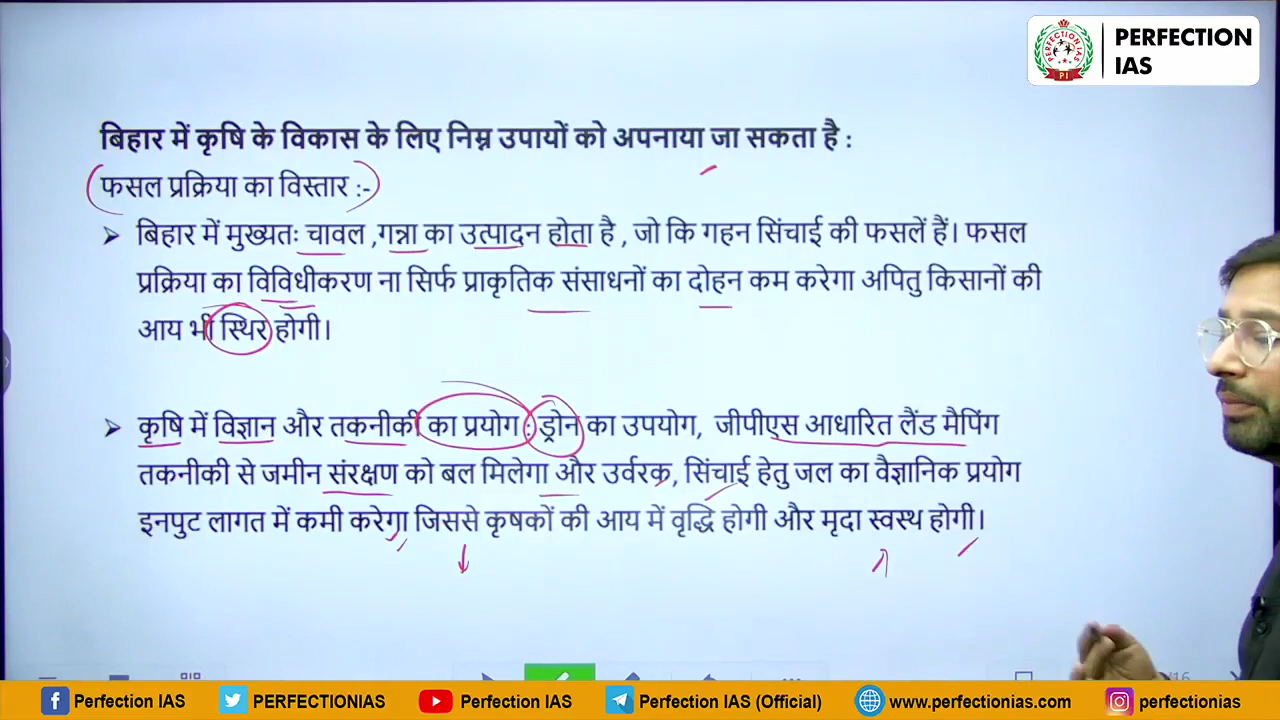 PERFECTION
IAS
PERFECTION IAS
PI
बिहार में कृषि के विकास के लिए निम्न उपायों को अपनाया जा सकता है :
फसल प्रक्रिया का विस्तार :-
➢ बिहार में मुख्यतः चावल ,गन्ना का उत्पादन होता है , जो कि गहन सिंचाई की फसलें हैं। फसल
प्रक्रिया का विविधीकरण ना सिर्फ प्राकृतिक संसाधनों का दोहन कम करेगा अपितु किसानों की
आय भी स्थिर होगी।
➢ कृषि में विज्ञान और तकनीकी का प्रयोग : ड्रोन का उपयोग, जीपीएस आधारित लैंड मैपिंग
तकनीकी से जमीन संरक्षण को बल मिलेगा और उर्वरक, सिंचाई हेतु जल का वैज्ञानिक प्रयोग
इनपुट लागत में कमी करेगा जिससे कृषकों की आय में वृद्धि होगी और मृदा स्वस्थ होगी।
Perfection IAS PERFECTIONIAS Perfection IAS Perfection IAS (Official) www.perfectionias.com perfectionias